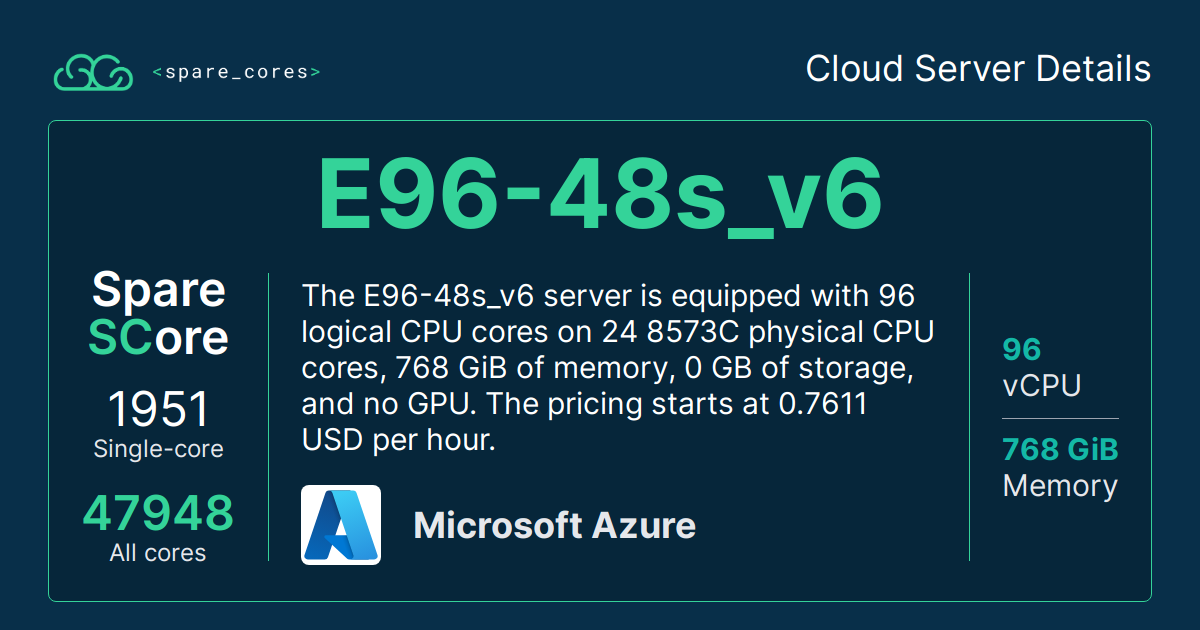 <spare_cores>
Cloud Server Details
E96-48s_v6
Spare
SCore
1951
Single-core
47948
All cores
The E96-48s_v6 server is equipped with 96
logical CPU cores on 24 8573C physical CPU
cores, 768 GiB of memory, 0 GB of storage,
and no GPU. The pricing starts at 0.7611
USD per hour.
Microsoft Azure
96
vCPU
768 GiB
Memory